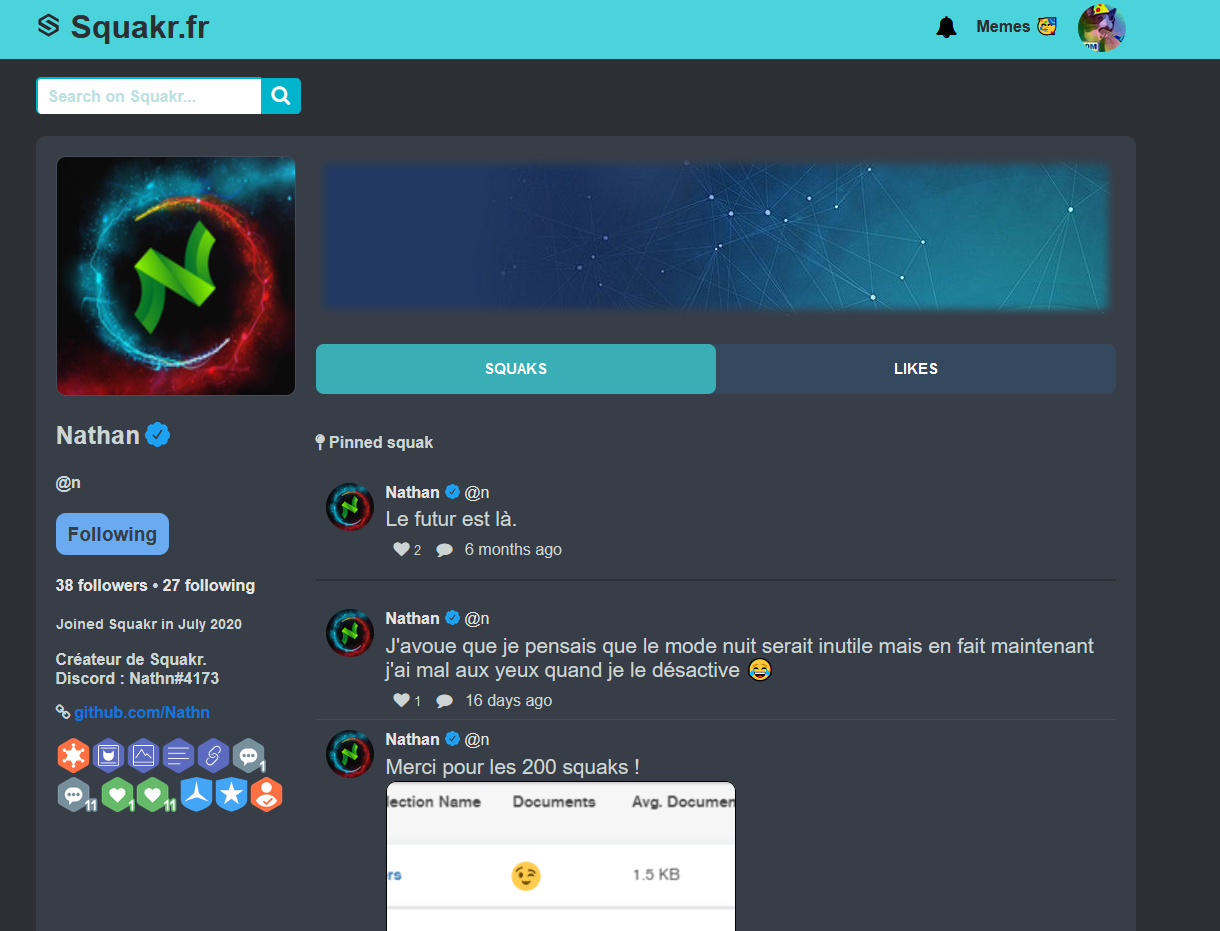 Squakr.fr
Memes 🥰
Search on Squakr...
Nathan
@n
Following
38 followers • 27 following
Joined Squakr in July 2020
Créateur de Squakr.
Discord : Nathn#4173
github.com/Nathn
1
11
1
11
SQUAKS
LIKES
Pinned squak
Nathan @n
Le futur est là.
2 6 months ago
Nathan @n
J'avoue que je pensais que le mode nuit serait inutile mais en fait maintenant
j'ai mal aux yeux quand je le désactive 😂
1 16 days ago
Nathan @n
Merci pour les 200 squaks !
lection Name Documents Avg. Documen
rs 😉 1.5 KB